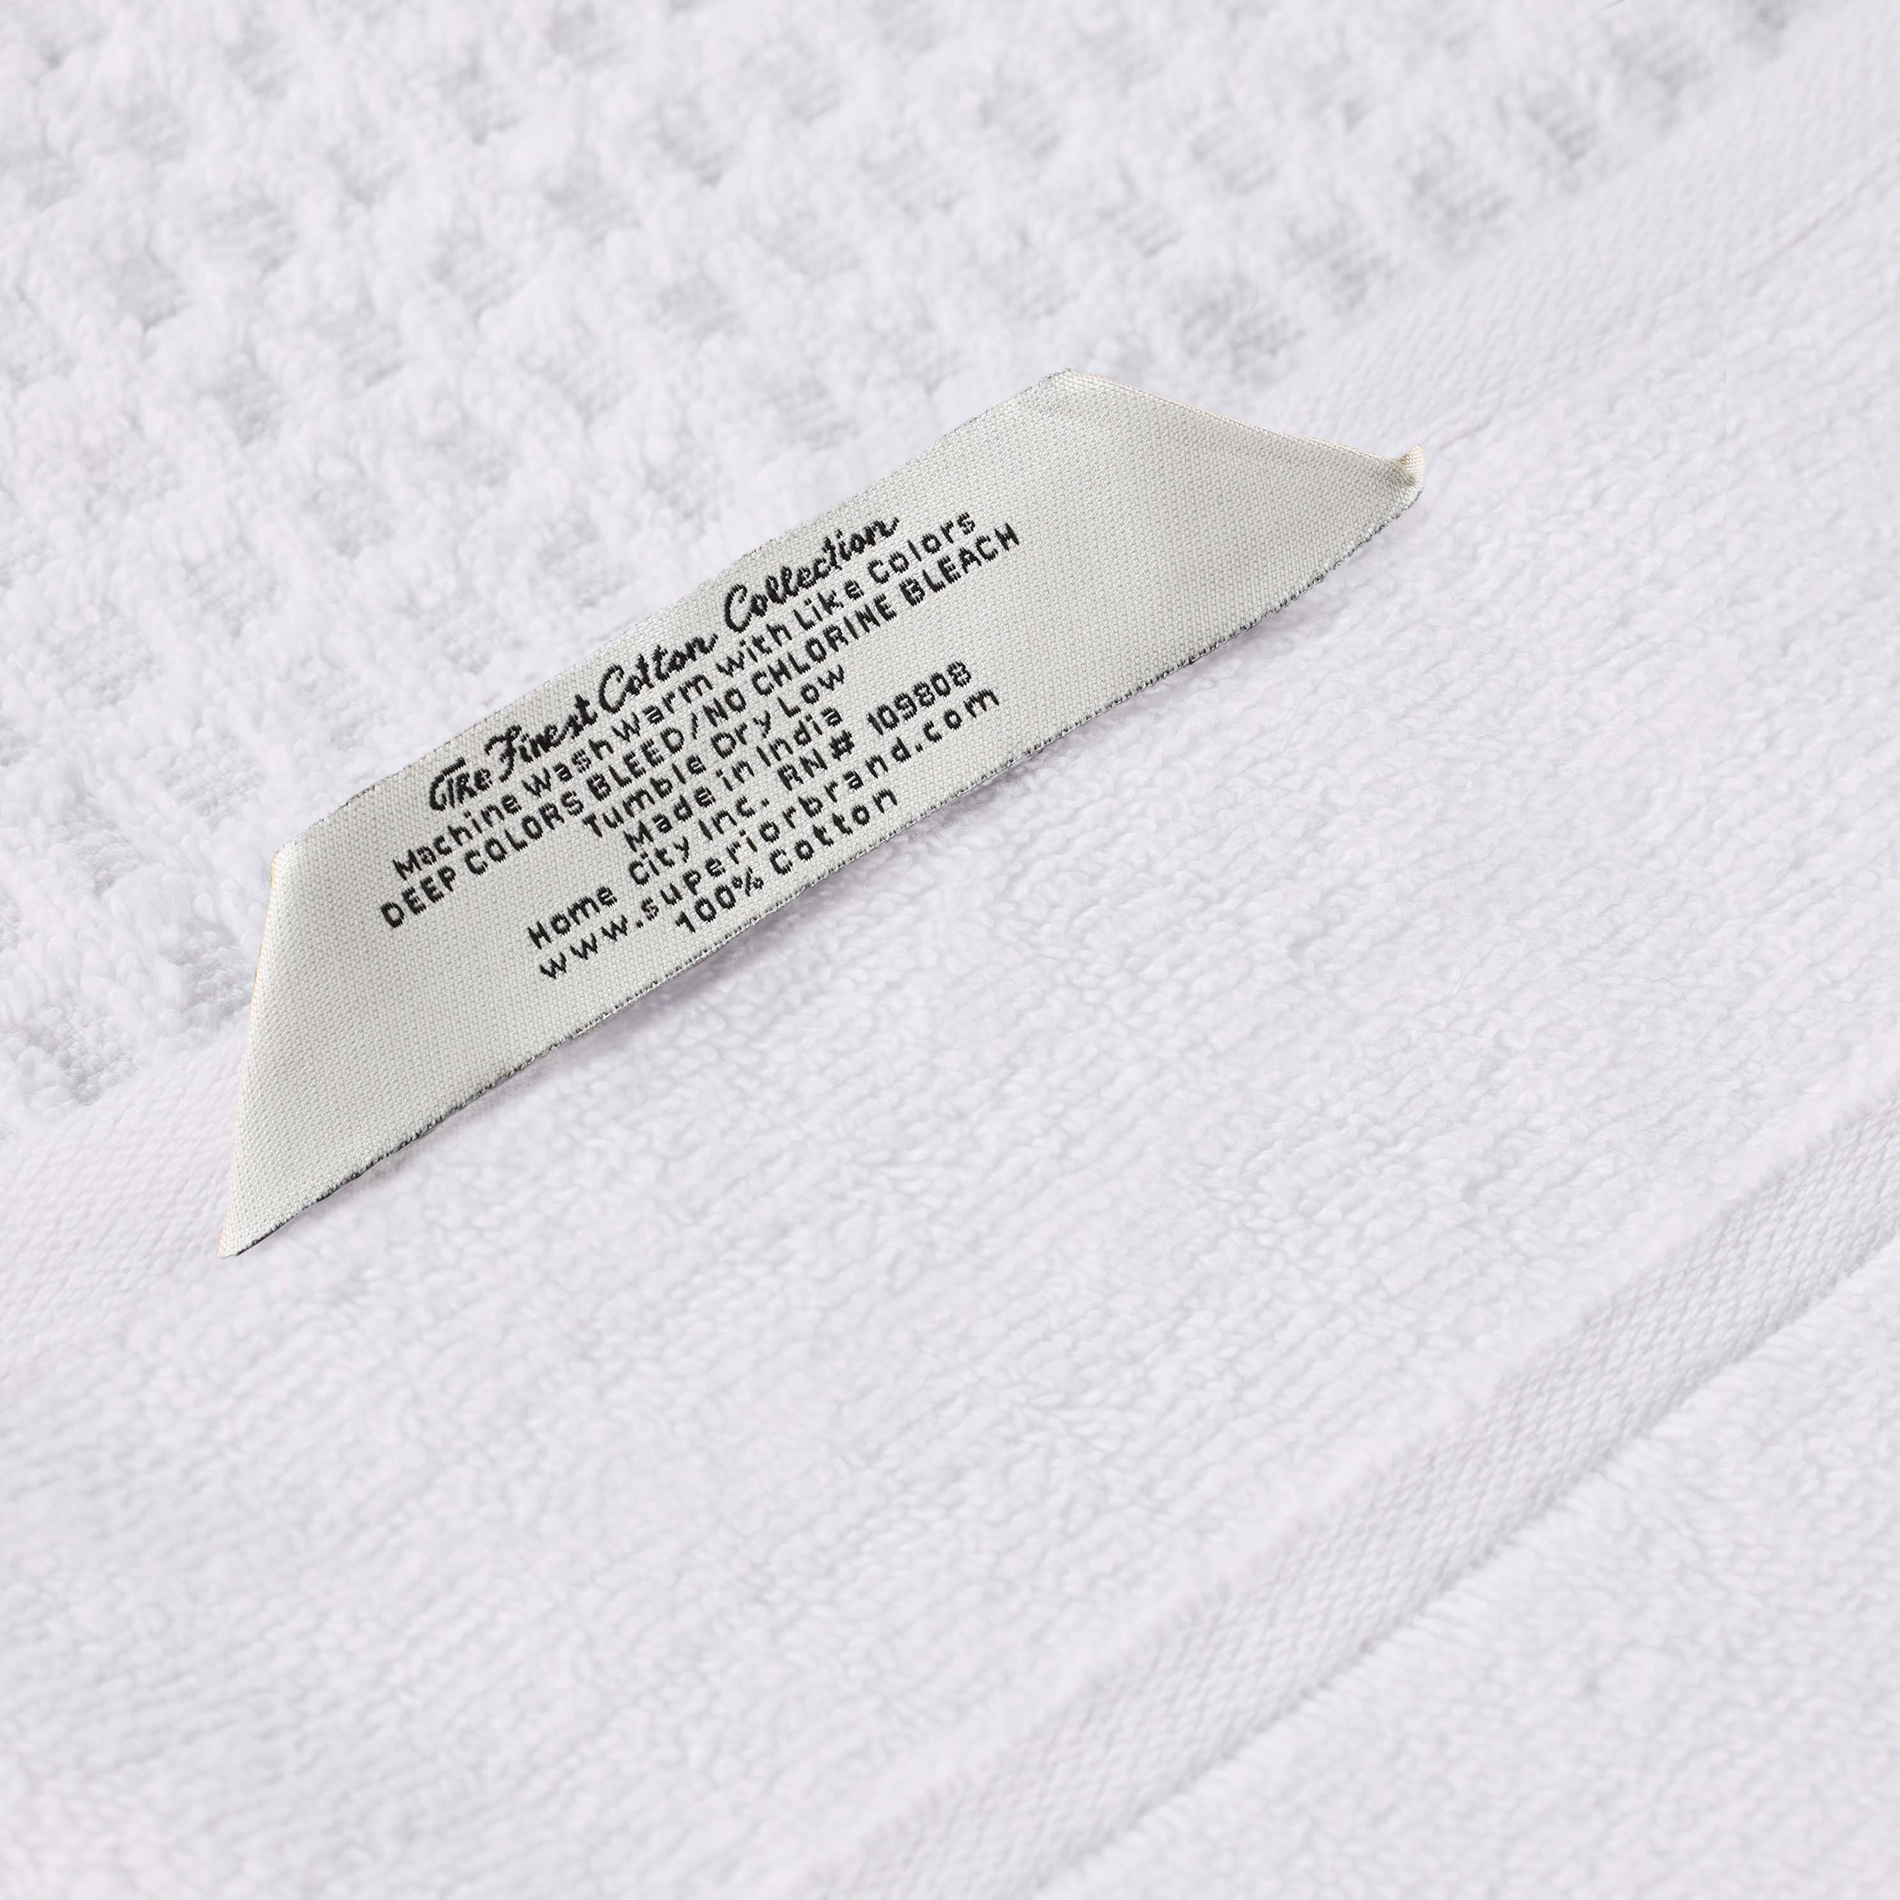 The Finest Cotton Collection
Machine Wash Warm with Like Colors
DEEP COLORS BLEED/NO CHLORINE BLEACH
Tumble Dry Low
Made in India
Home City Inc. RN# 109808
www.superiorbrand.com
100% Cotton